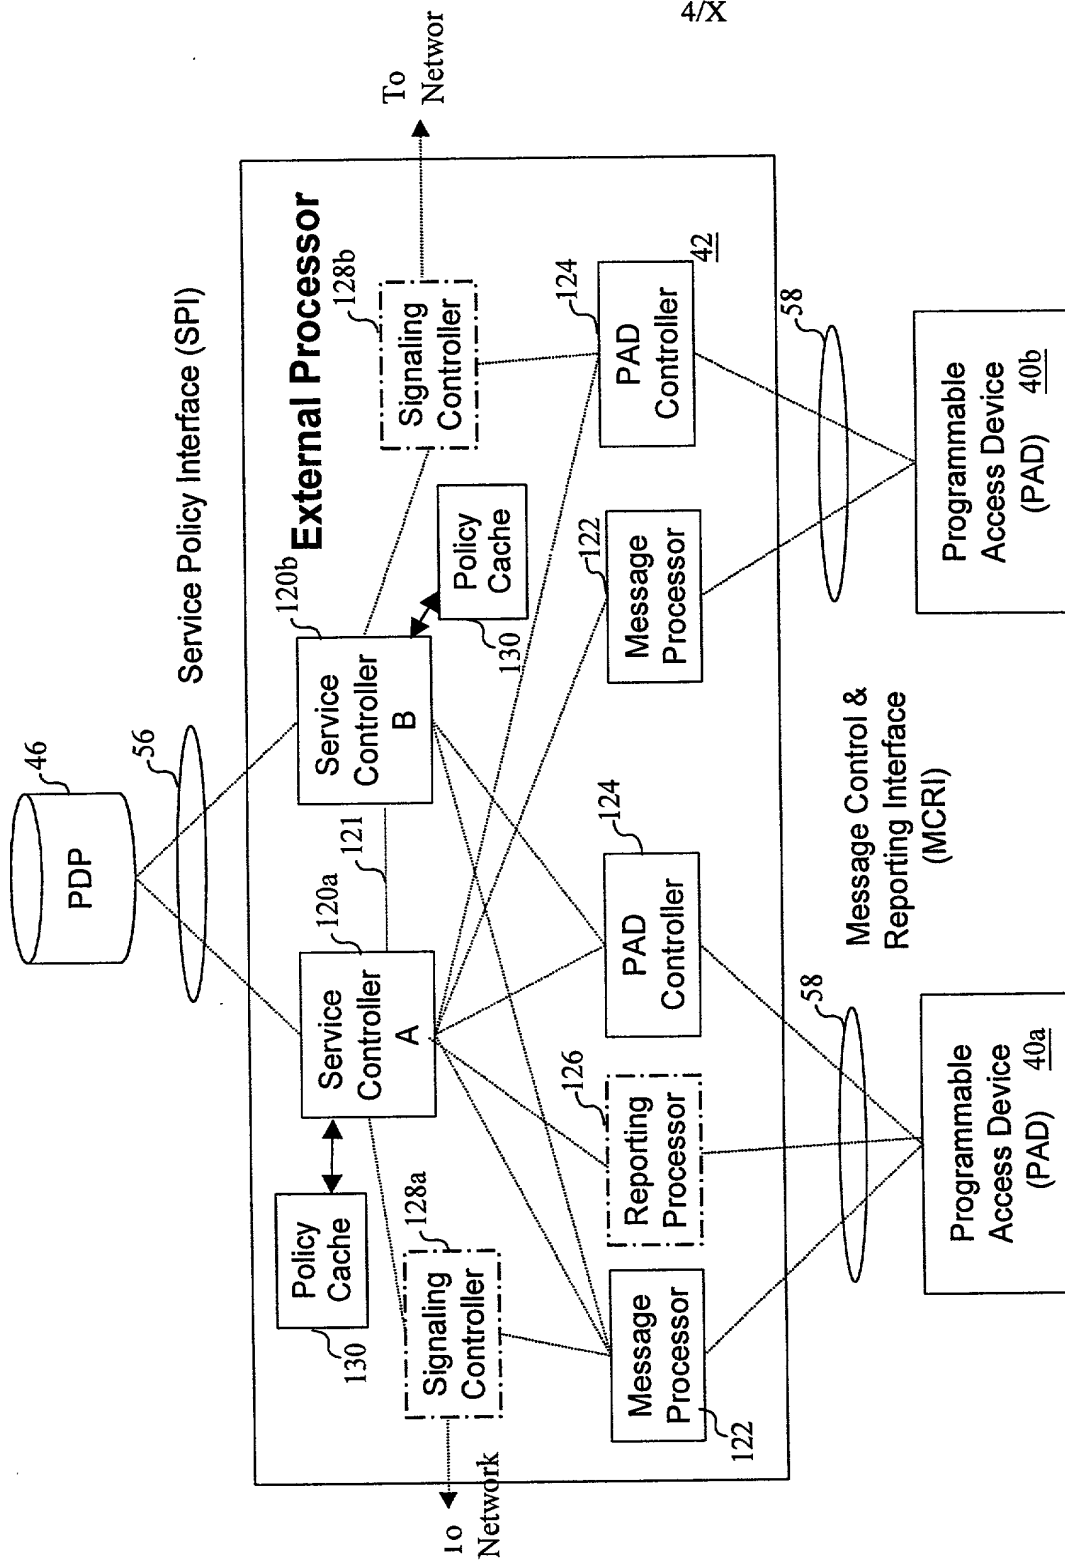 4/X
46
PDP
56
Service Policy Interface (SPI)
External Processor
120a
121
120b
Service
Controller
A
Service
Controller
B
Policy
Cache
130
Policy
Cache
130
128a
Signaling
Controller
128b
Signaling
Controller
To
Network
To
Networ
122
Message
Processor
126
Reporting
Processor
124
PAD
Controller
122
Message
Processor
124
PAD
Controller
42
58
58
Message Control &
Reporting Interface
(MCRI)
Programmable
Access Device
(PAD) 40a
Programmable
Access Device
(PAD) 40b